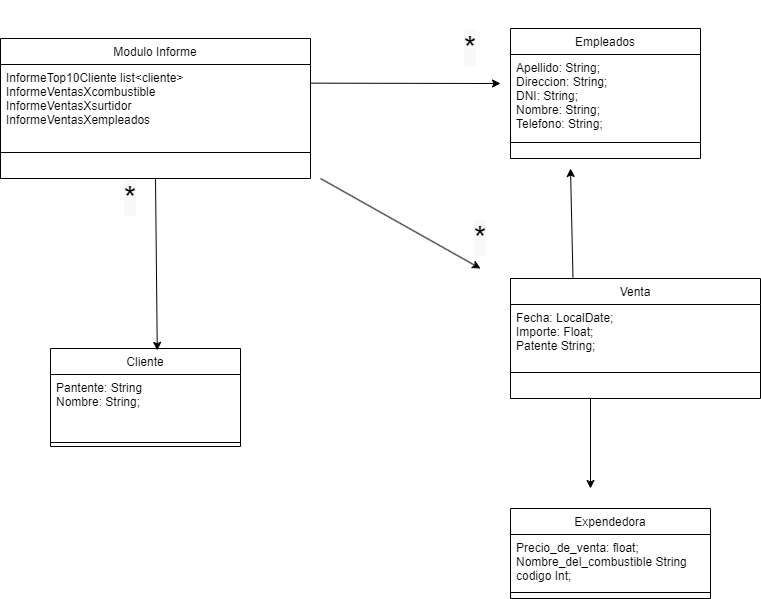 Modulo Informe
InformeTop10Cliente list<cliente>
InformeVentasXcombustible
InformeVentasXsurtidor
InformeVentasXempleados
*
Empleados
Apellido: String;
Direccion: String;
DNI: String;
Nombre: String;
Telefono: String;
*
*
Venta
Fecha: LocalDate;
Importe: Float;
Patente String;
Cliente
Pantente: String
Nombre: String;
Expendedora
Precio_de_venta: float;
Nombre_del_combustible String
codigo Int;